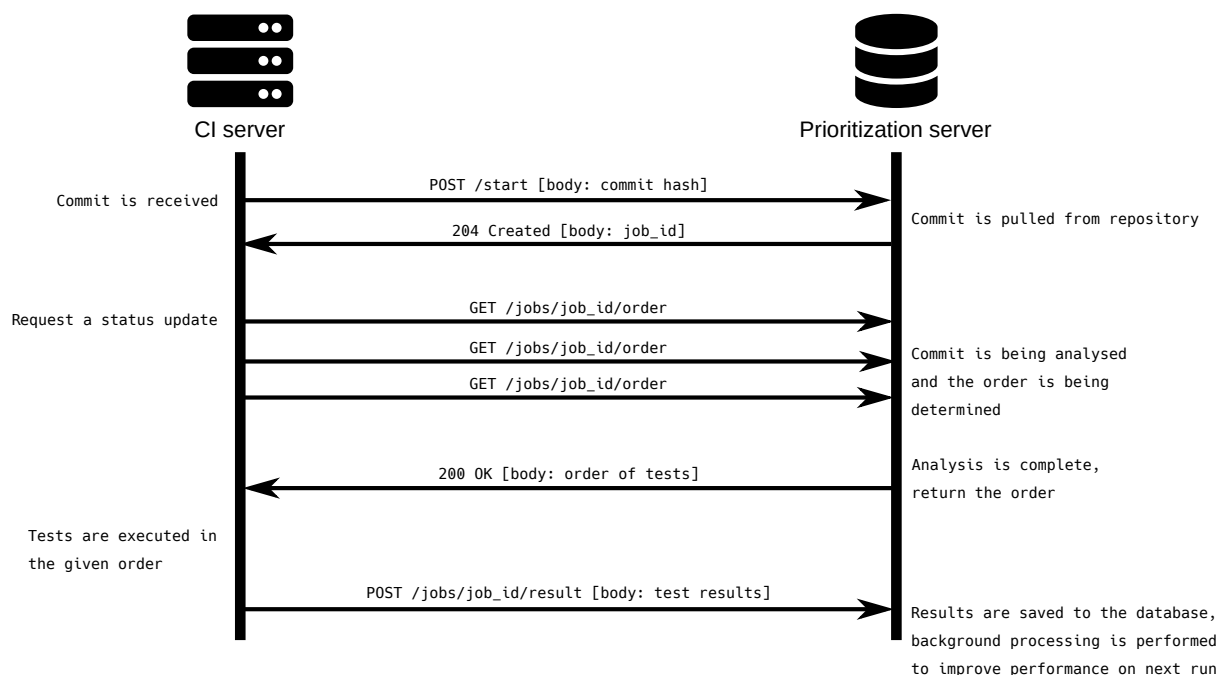 CI server
Prioritization server
POST /start [body: commit hash]
Commit is received
Commit is pulled from repository
204 Created [body: job_id]
GET /jobs/job_id/order
Request a status update
GET /jobs/job_id/order
Commit is being analysed
and the order is being
determined
GET /jobs/job_id/order
Analysis is complete,
return the order
200 OK [body: order of tests]
Tests are executed in
the given order
POST /jobs/job_id/result [body: test results]
Results are saved to the database,
background processing is performed
to improve performance on next run